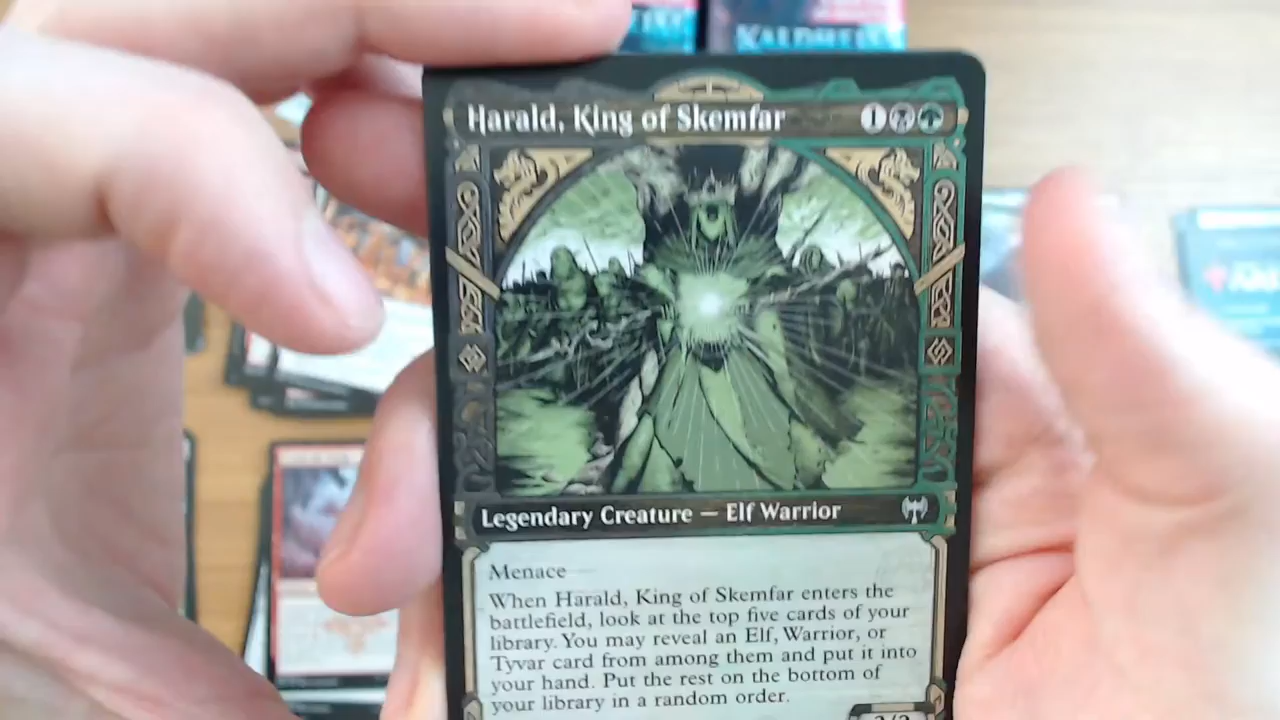 KALDHEIM
Harald, King of Skemfar 1
Legendary Creature — Elf Warrior
Menace
When Harald, King of Skemfar enters the
battlefield, look at the top five cards of your
library. You may reveal an Elf, Warrior, or
Tyvar card from among them and put it into
your hand. Put the rest on the bottom of
your library in a random order.